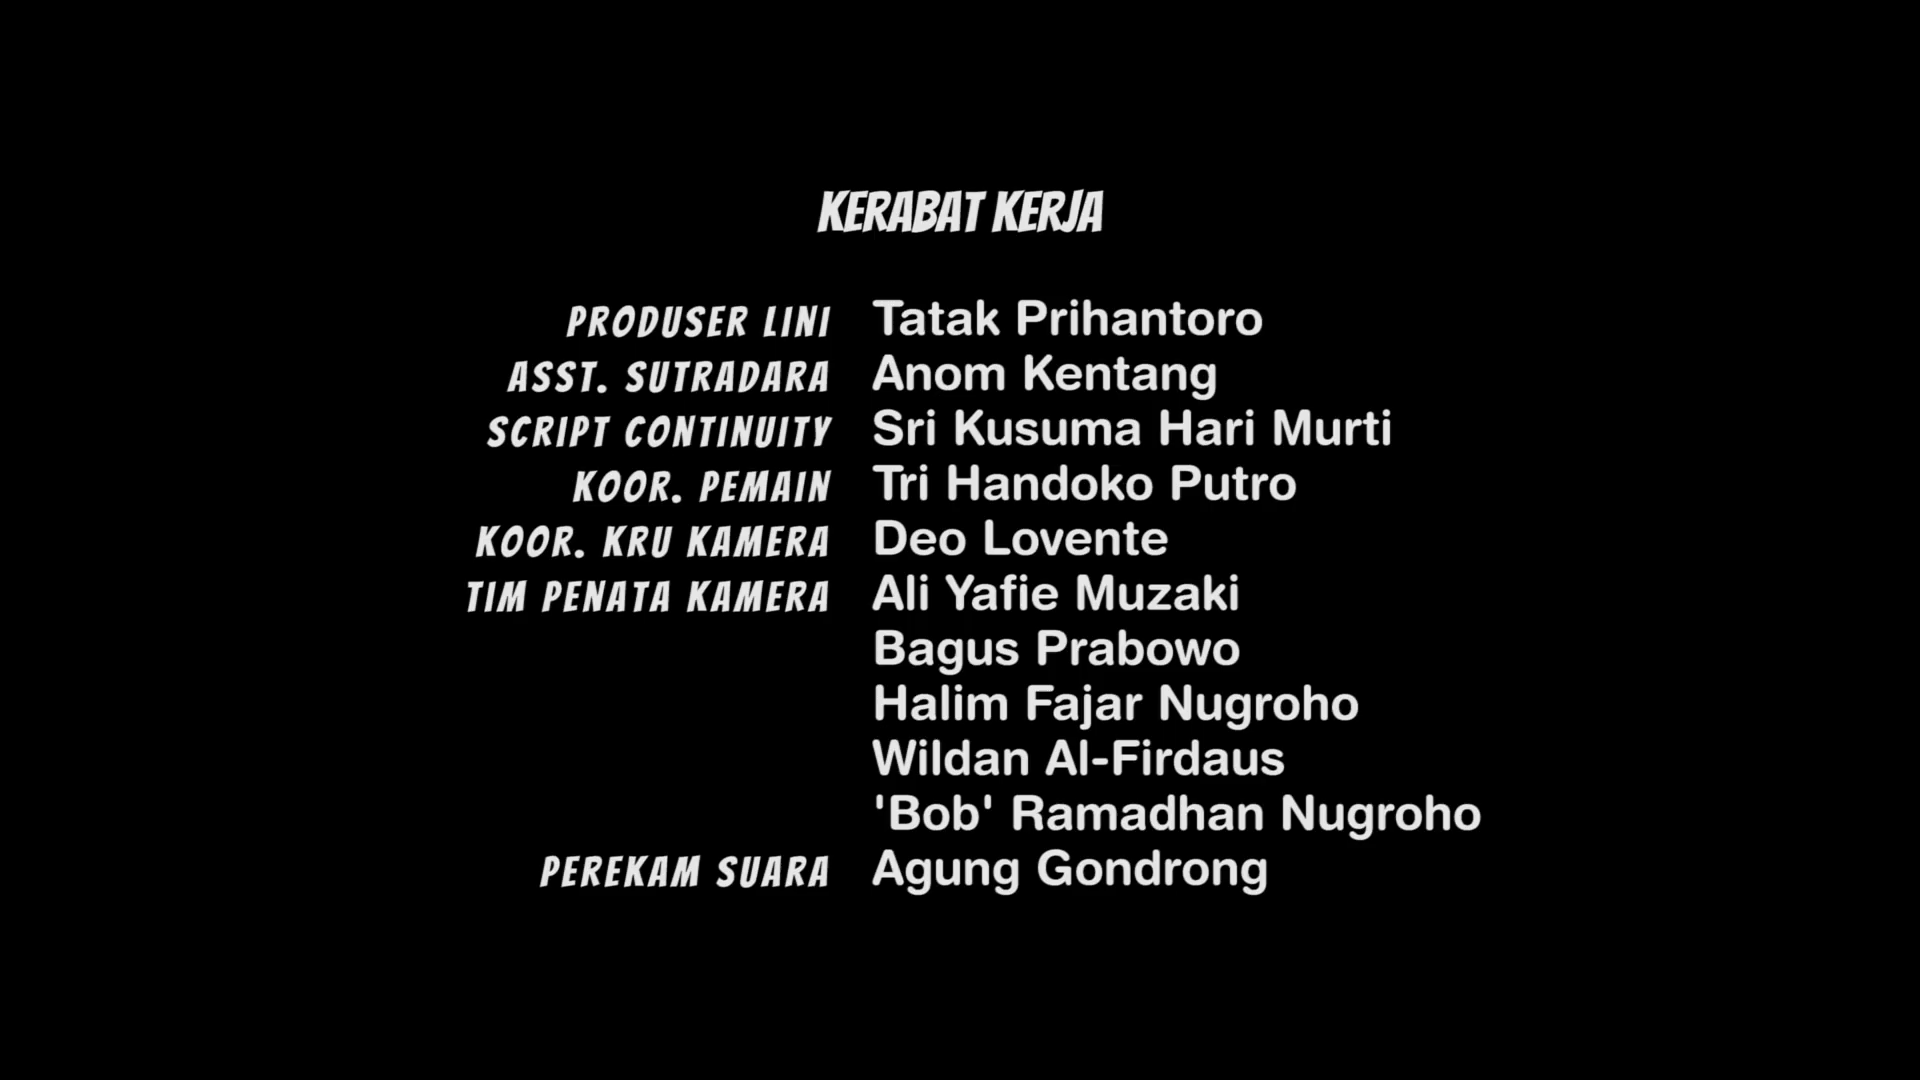 KERABAT KERJA
PRODUSER LINI Tatak Prihantoro
ASST. SUTRADARA Anom Kentang
SCRIPT CONTINUITY Sri Kusuma Hari Murti
KOOR. PEMAIN Tri Handoko Putro
KOOR. KRU KAMERA Deo Lovente
TIM PENATA KAMERA Ali Yafie Muzaki
Bagus Prabowo
Halim Fajar Nugroho
Wildan Al-Firdaus
'Bob' Ramadhan Nugroho
PEREKAM SUARA Agung Gondrong